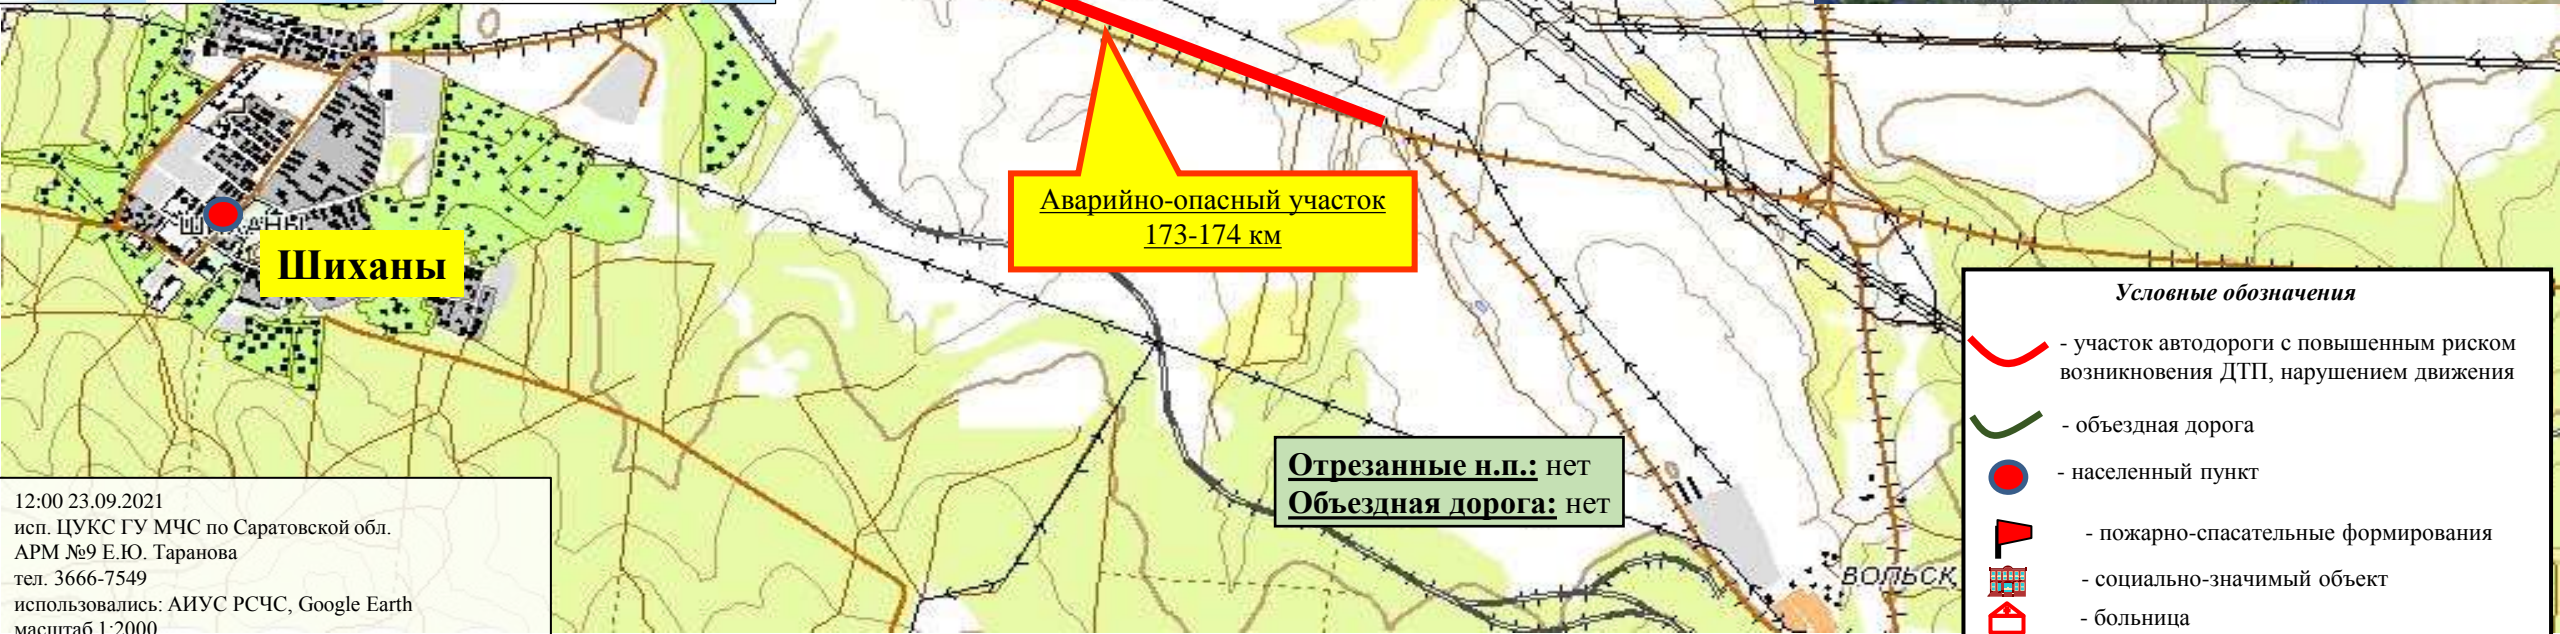 ШИХАНЫ
Шиханы
Аварийно-опасный участок
173-174 км
Отрезанные н.п.: нет
Объездная дорога: нет
12:00 23.09.2021
исп. ЦУКС ГУ МЧС по Саратовской обл.
АРМ №9 Е.Ю. Таранова
тел. 3666-7549
использовались: АИУС РСЧС, Google Earth
масштаб 1:2000
ВОЛЬСК
Условные обозначения
- участок автодороги с повышенным риском
возникновения ДТП, нарушением движения
- объездная дорога
- населенный пункт
- пожарно-спасательные формирования
- социально-значимый объект
- больница